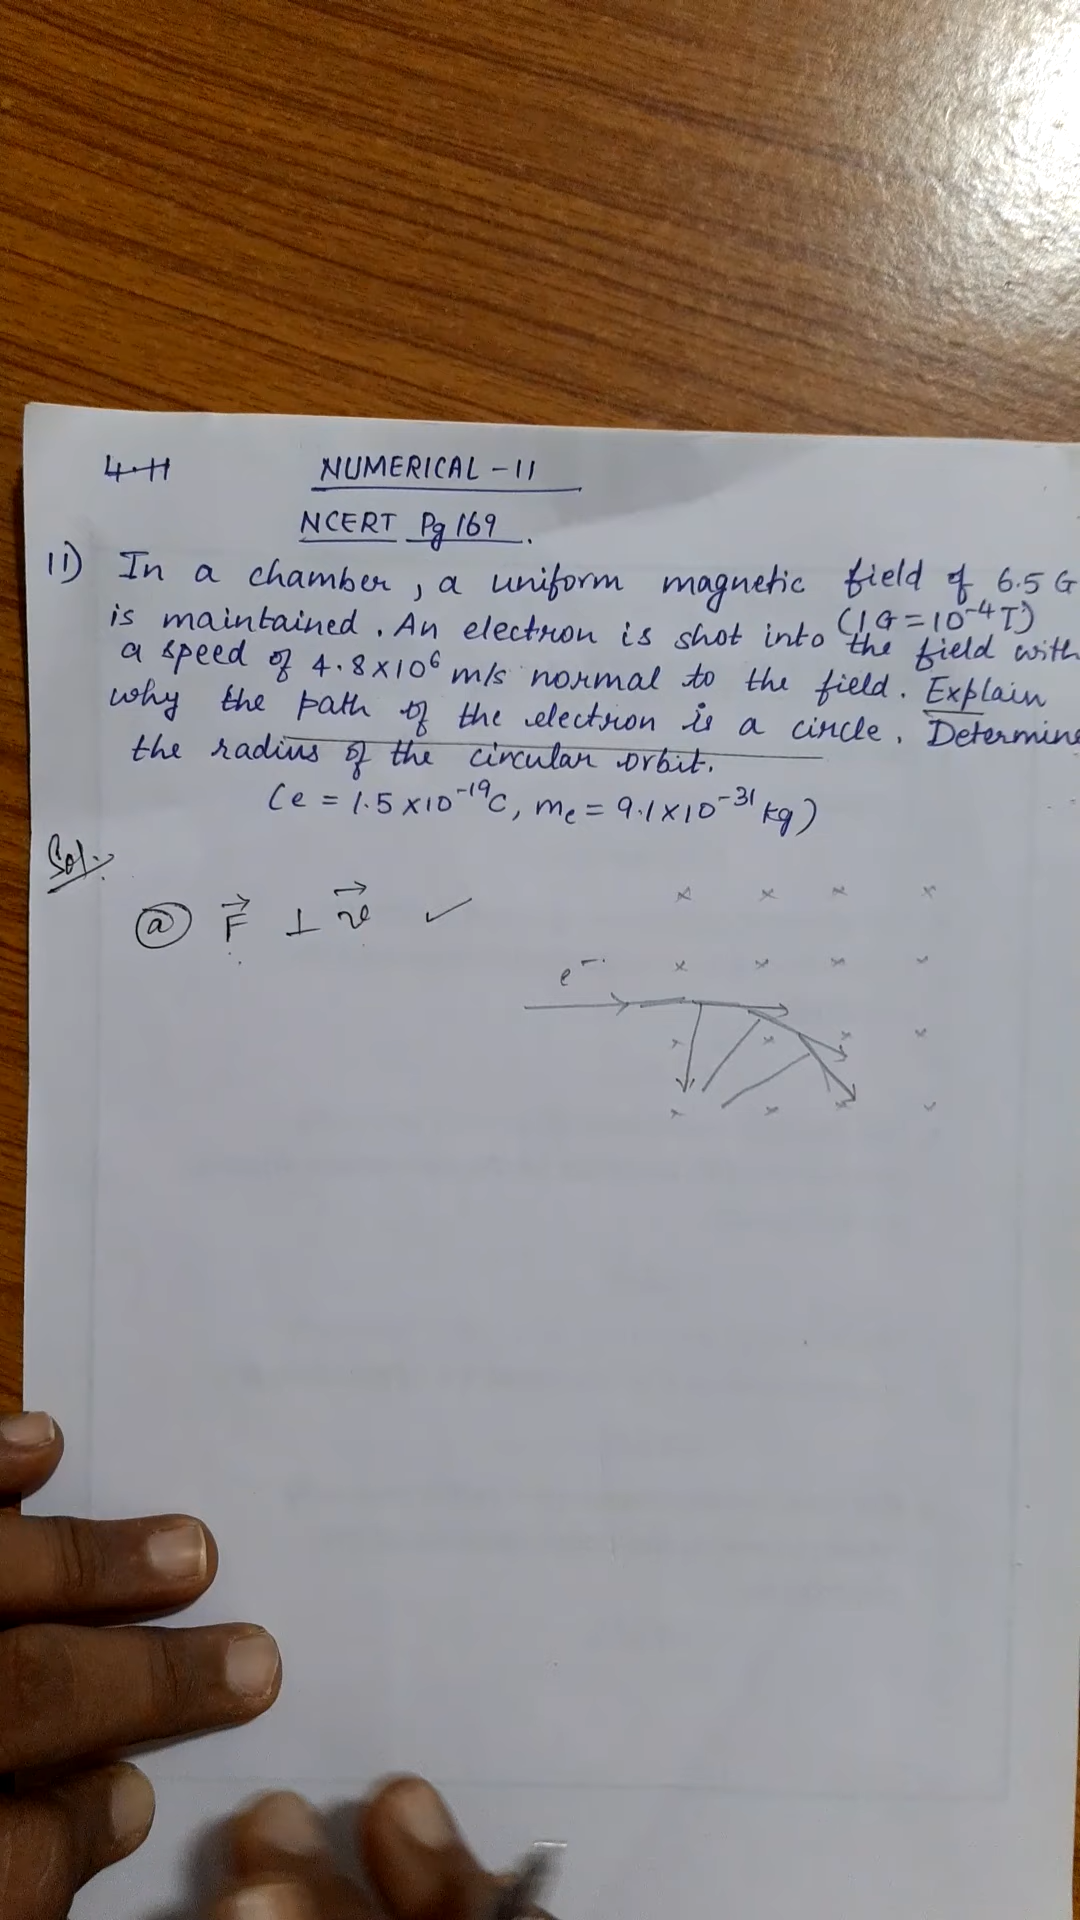 4.11 NUMERICAL - 11
NCERT Pg 169.
11) In a chamber, a uniform magnetic field of 6.5 G
(1 G = 10⁻⁴ T)
is maintained. An electron is shot into the field with
a speed of 4.8 × 10⁶ m/s normal to the field. Explain
why the path of the electron is a circle. Determine
the radius of the circular orbit.
(e = 1.5 × 10⁻¹⁹ C, mₑ = 9.1 × 10⁻³¹ kg)
Sol:
ⓐ F⃗ ⊥ v⃗ ✓
e⁻